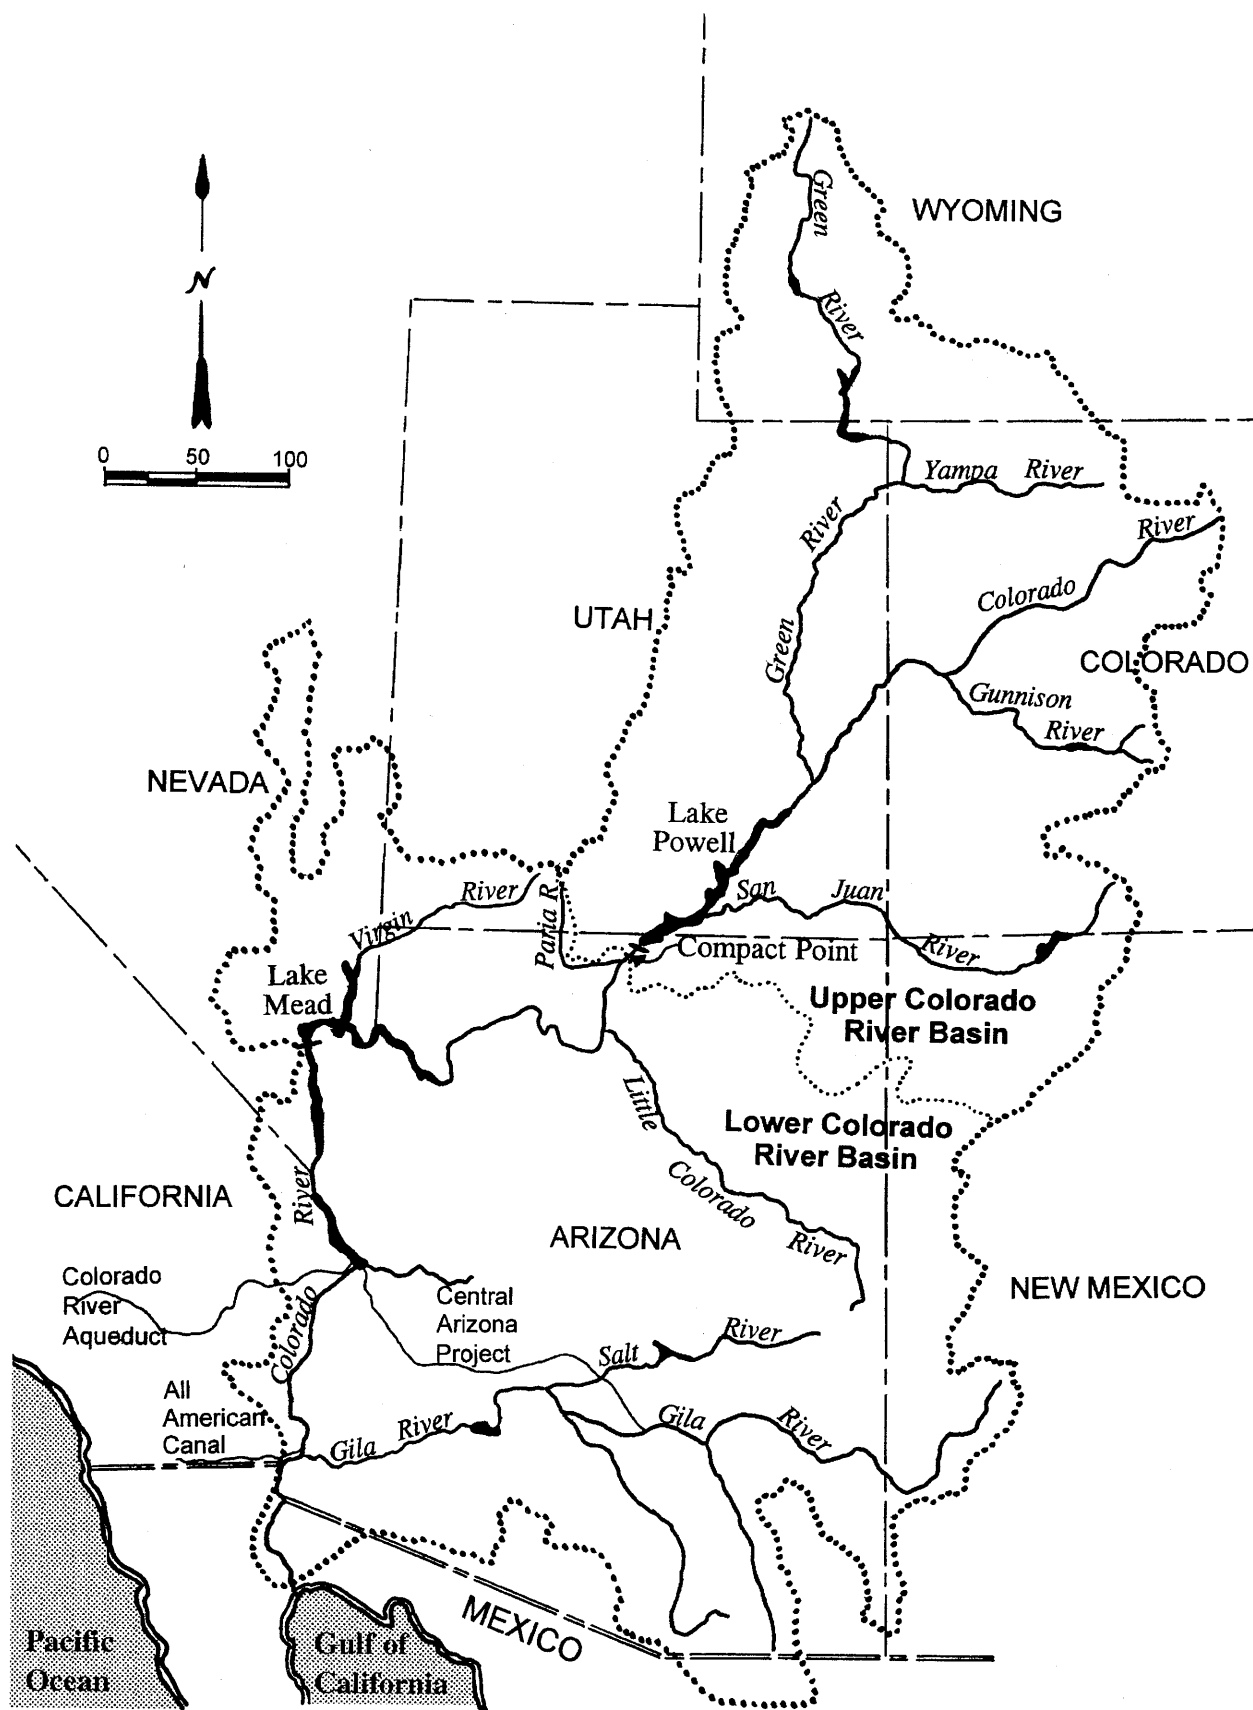 WYOMING
Green
River
N
0 50 100
Yampa River
River
Green
River
Colorado
UTAH
COLORADO
Gunnison
River
NEVADA
Lake
Powell
San Juan
River
Virgin River
Paria R.
Compact Point
Lake
Mead
Upper Colorado
River Basin
Little
Colorado
River
Lower Colorado
River Basin
CALIFORNIA
River
Colorado
ARIZONA
NEW MEXICO
Colorado
River
Aqueduct
Central
Arizona
Project
Salt River
All
American
Canal
Gila River
Gila River
MEXICO
Pacific
Ocean
Gulf of
California